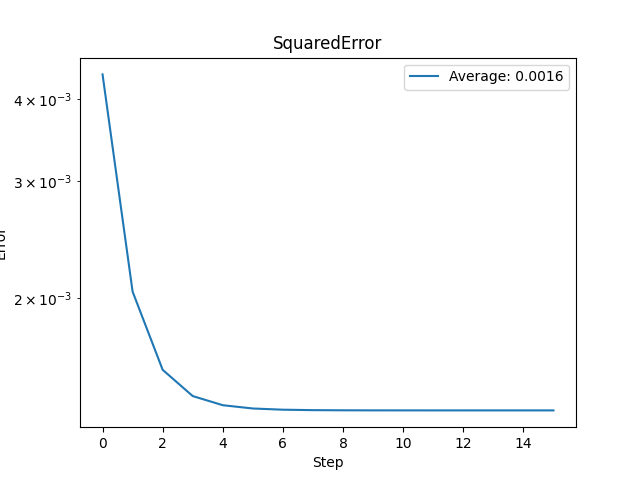 SquaredError
Average: 0.0016
4 × 10⁻³
3 × 10⁻³
2 × 10⁻³
Error
0 2 4 6 8 10 12 14
Step